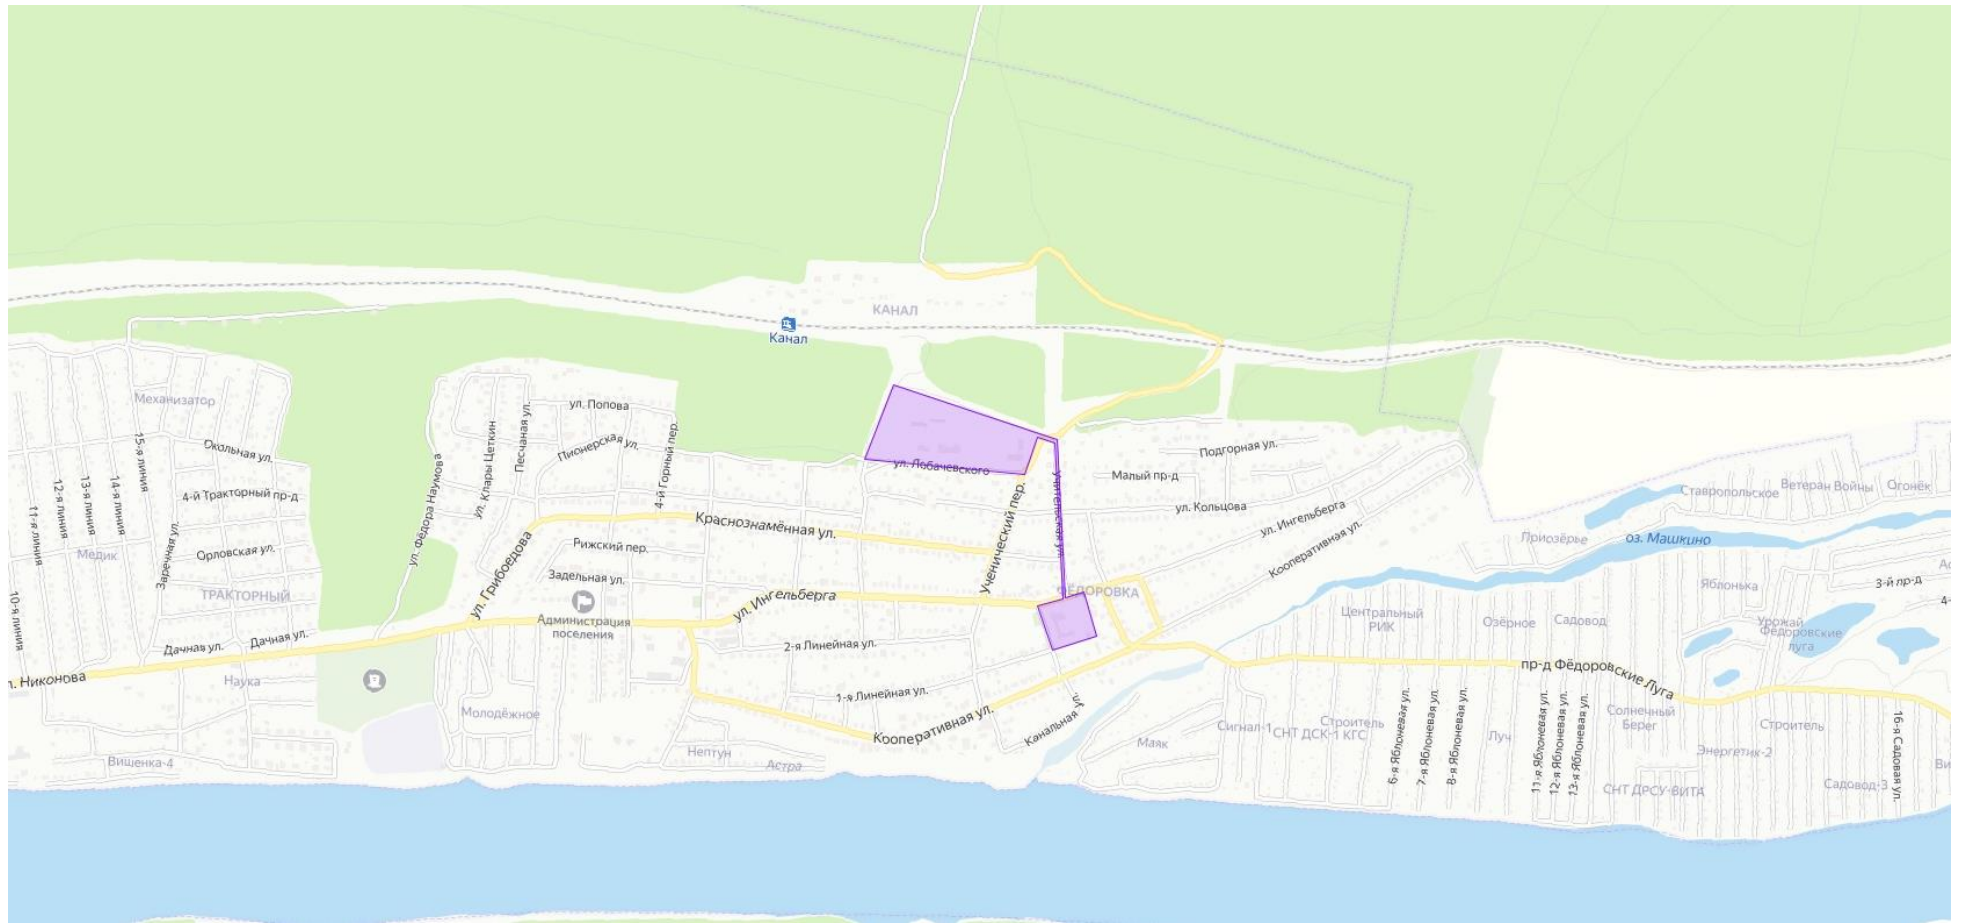 КАНАЛ
Канал
Механизатор
ул. Попова
Пионерская ул.
Песчаная ул.
ул. Клары Цеткин
4-й Горный пер.
15-я линия
Окольная ул.
14-я линия
13-я линия
12-я линия
11-я линия
10-я линия
4-й Тракторный пр-д
ул. Фёдора Наумова
Заречная ул.
Медик
Орловская ул.
ТРАКТОРНЫЙ
Дачная ул.
Дачная ул.
л. Никонова
Наука
Вишенка-4
ул. Грибоедова
Краснознамённая ул.
Рижский пер.
Задельная ул.
Администрация
поселения
ул. Ингельберга
2-я Линейная ул.
1-я Линейная ул.
Кооперативная ул.
Молодёжное
Нептун
Астра
ул. Лобачевского
Ученический пер.
Учительская ул.
ФЁДОРОВКА
Канальная ул.
Подгорная ул.
Малый пр-д
ул. Кольцова
ул. Ингельберга
Кооперативная ул.
Ставропольское
Ветеран Войны
Огонёк
Приозёрье
оз. Машкино
Яблонька
3-й пр-д
4-
Центральный
РИК
Озёрное
Садовод
Урожай
Фёдоровские
луга
пр-д Фёдоровские Луга
Маяк
Сигнал-1
СНТ ДСК-1 КГС
Строитель
6-я Яблоневая ул.
7-я Яблоневая ул.
8-я Яблоневая ул.
Луч
11-я Яблоневая ул.
12-я Яблоневая ул.
13-я Яблоневая ул.
Солнечный
Берег
Строитель
Энергетик-2
СНТ ДРСУ-ВИТА
Садовод-3
16-я Садовая ул.
Ви